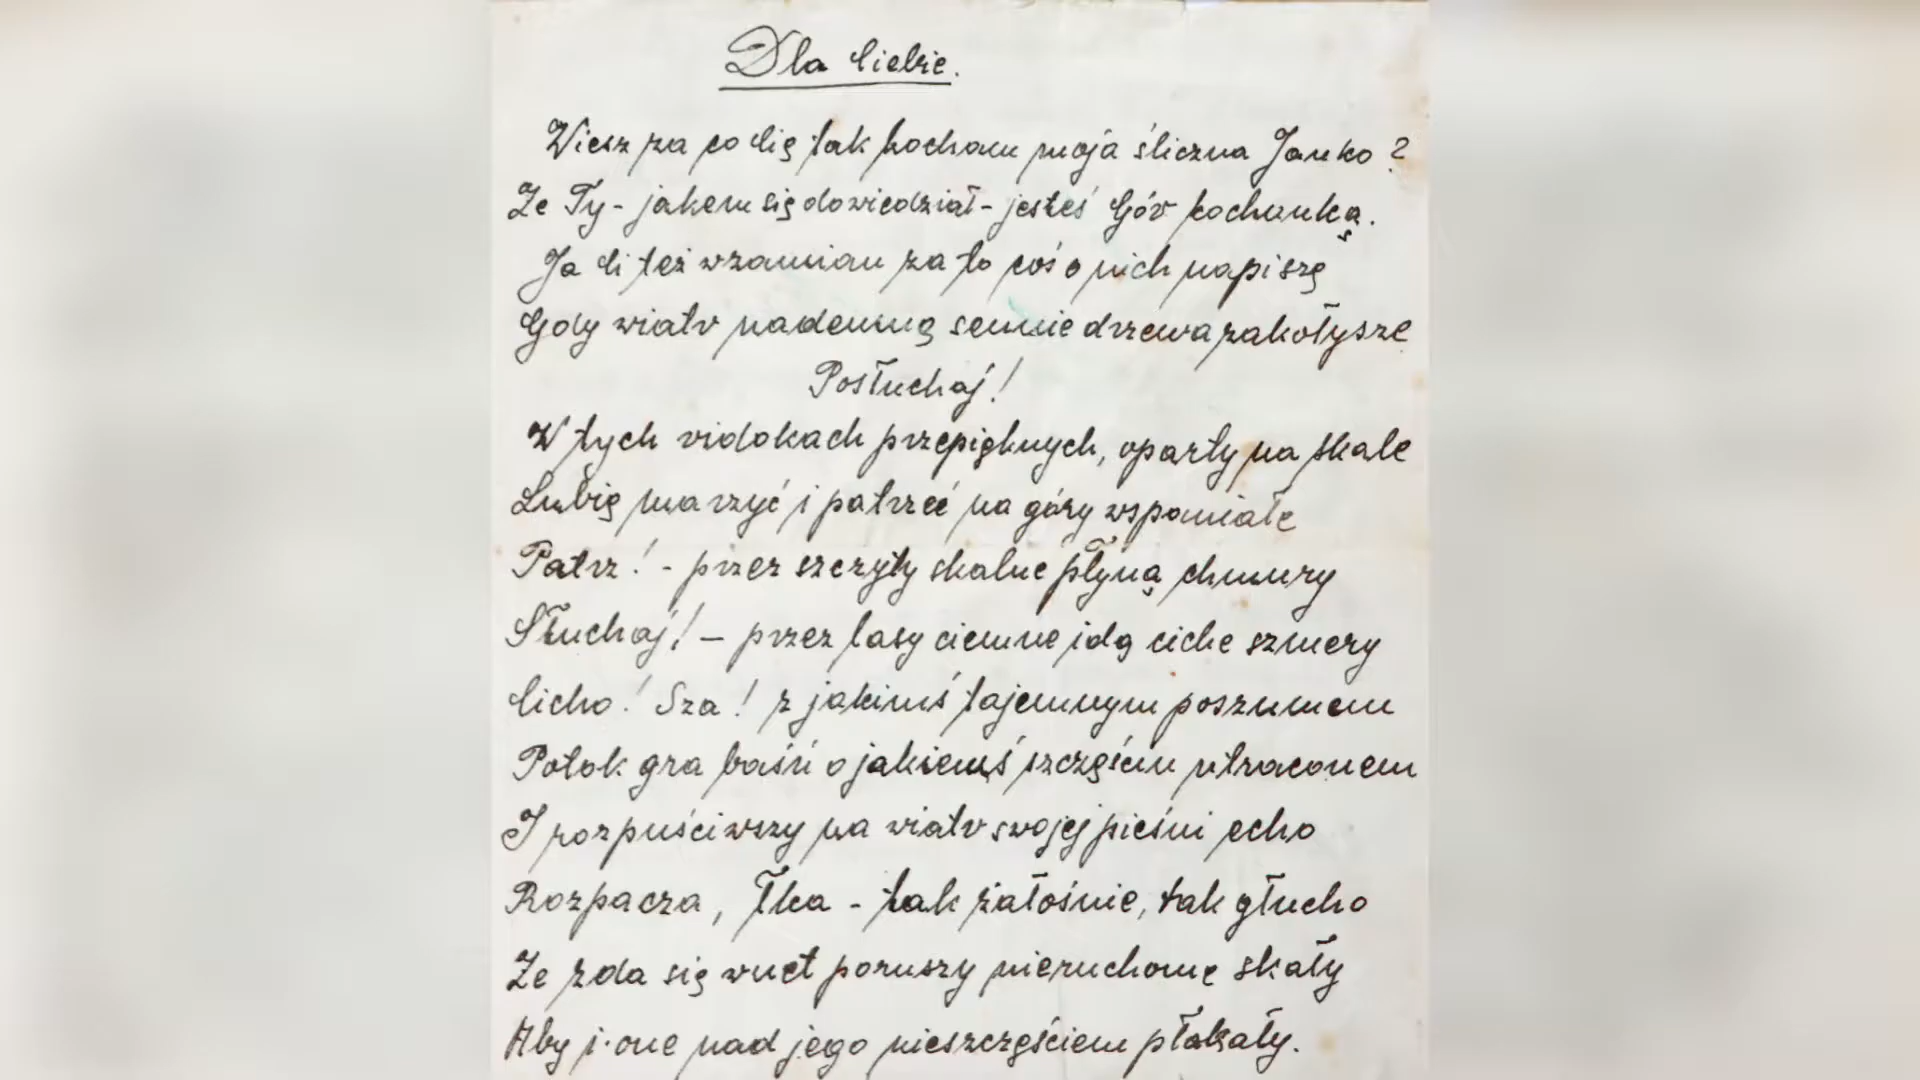 Dla Ciebie.
Wiesz za co Cię tak kocham moja śliczna Janko?
Że Ty - jakem się dowiedział - jesteś Gór kochanką.
Ja Ci też wzamian za to coś o nich napiszę
Gdy wiatr nademną sennie drzewa zakołysze
Posłuchaj!
W tych widokach przepięknych, oparty na skale
Lubię marzyć i patrzeć na góry wspaniałe
Patrz! - przez szczyty skalne płyną chmury
Słuchaj! - przez lasy ciemne idą ciche szmery
Cicho! Sza! z jakimś tajemnym poszumem
Potok gra baśń o jakiemś szczęściu utraconem
I rozpuściwszy na wiatr swojej pieśni echo
Rozpacza, łka - tak żałośnie, tak głucho
Że zda się wnet poruszy nieruchome skały
Aby i one nad jego nieszczęściem płakały.